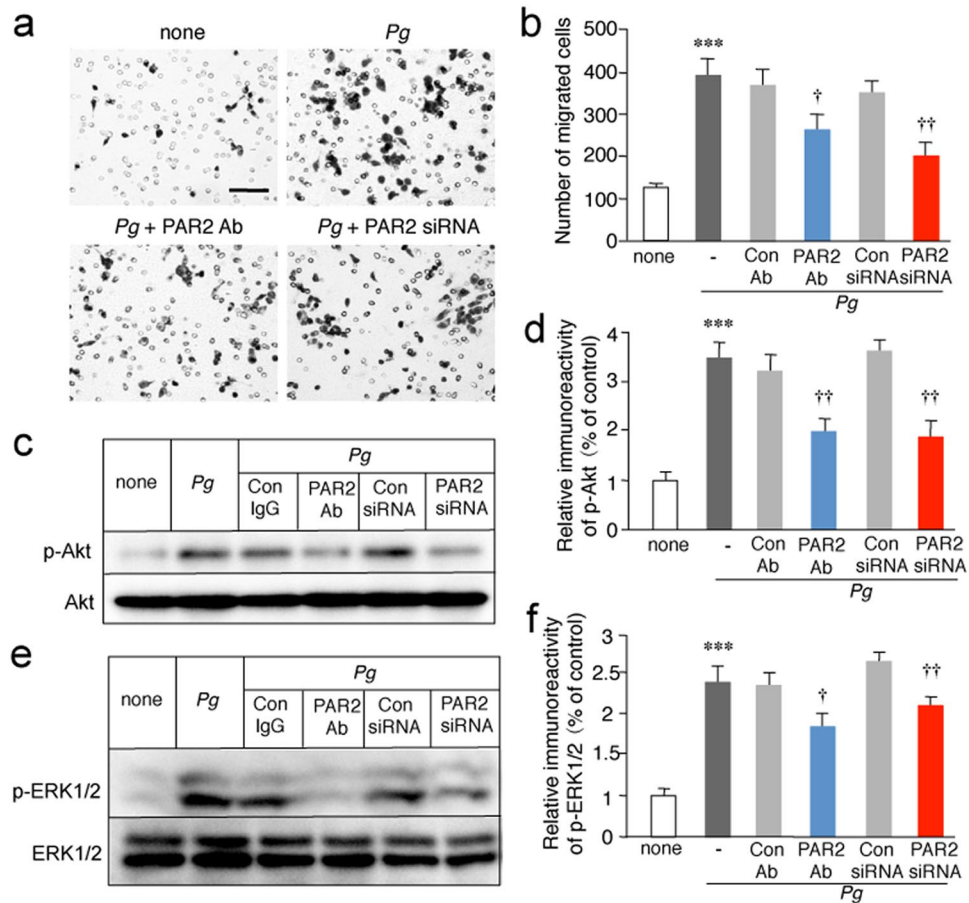 a
none
Pg
Pg + PAR2 Ab
Pg + PAR2 siRNA
b
Number of migrated cells
500
400
300
200
100
0
***
†
††
none
-
Con Ab
PAR2 Ab
Con siRNA
PAR2 siRNA
Pg
c
none
Pg
Pg
Con IgG
PAR2 Ab
Con siRNA
PAR2 siRNA
p-Akt
Akt
d
Relative immunoreactivity
of p-Akt (% of control)
4
3
2
1
0
***
††
††
none
-
Con Ab
PAR2 Ab
Con siRNA
PAR2 siRNA
Pg
e
none
Pg
Pg
Con IgG
PAR2 Ab
Con siRNA
PAR2 siRNA
p-ERK1/2
ERK1/2
f
Relative immunoreactivity
of p-ERK1/2 (% of control)
3
2.5
2
1.5
1
0
***
†
††
none
-
Con Ab
PAR2 Ab
Con siRNA
PAR2 siRNA
Pg